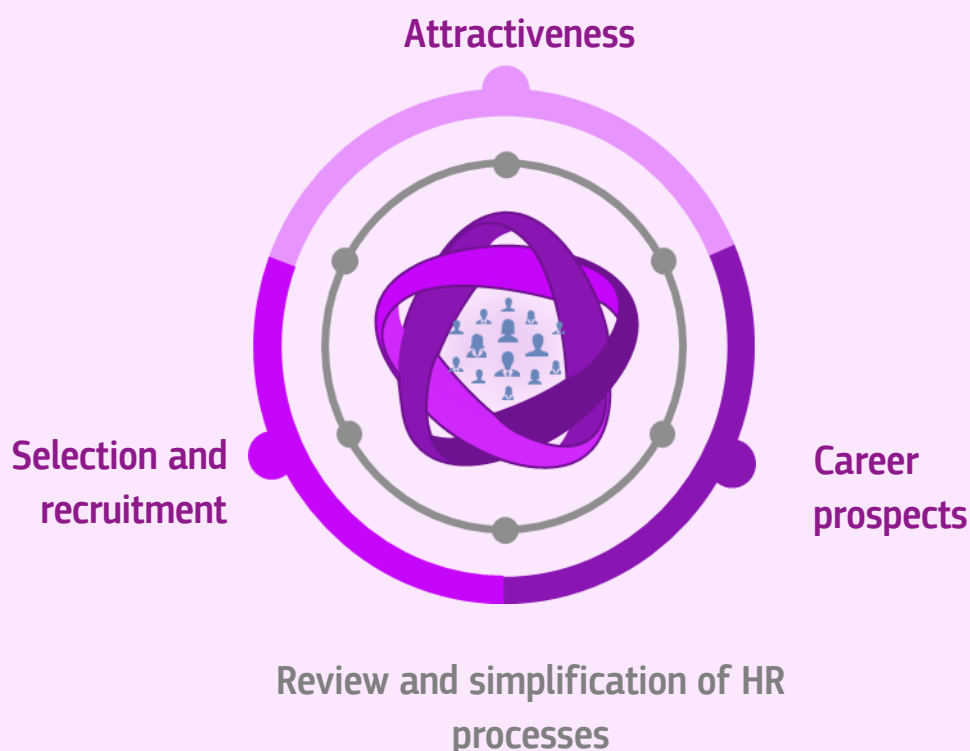 Attractiveness
Selection and
recruitment
Career
prospects
Review and simplification of HR
processes